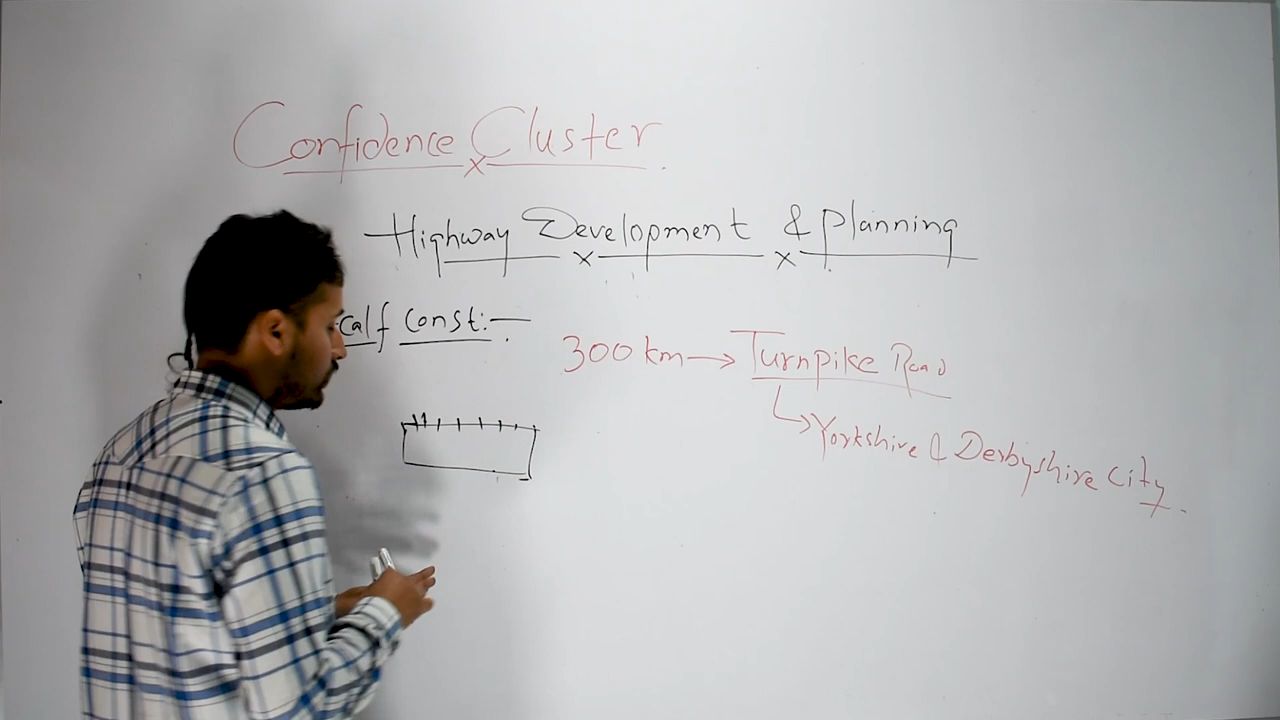 Confidence Cluster
Highway Development & Planning
calf Const:-
300 km → Turnpike Road
Yorkshire & Derbyshire City.